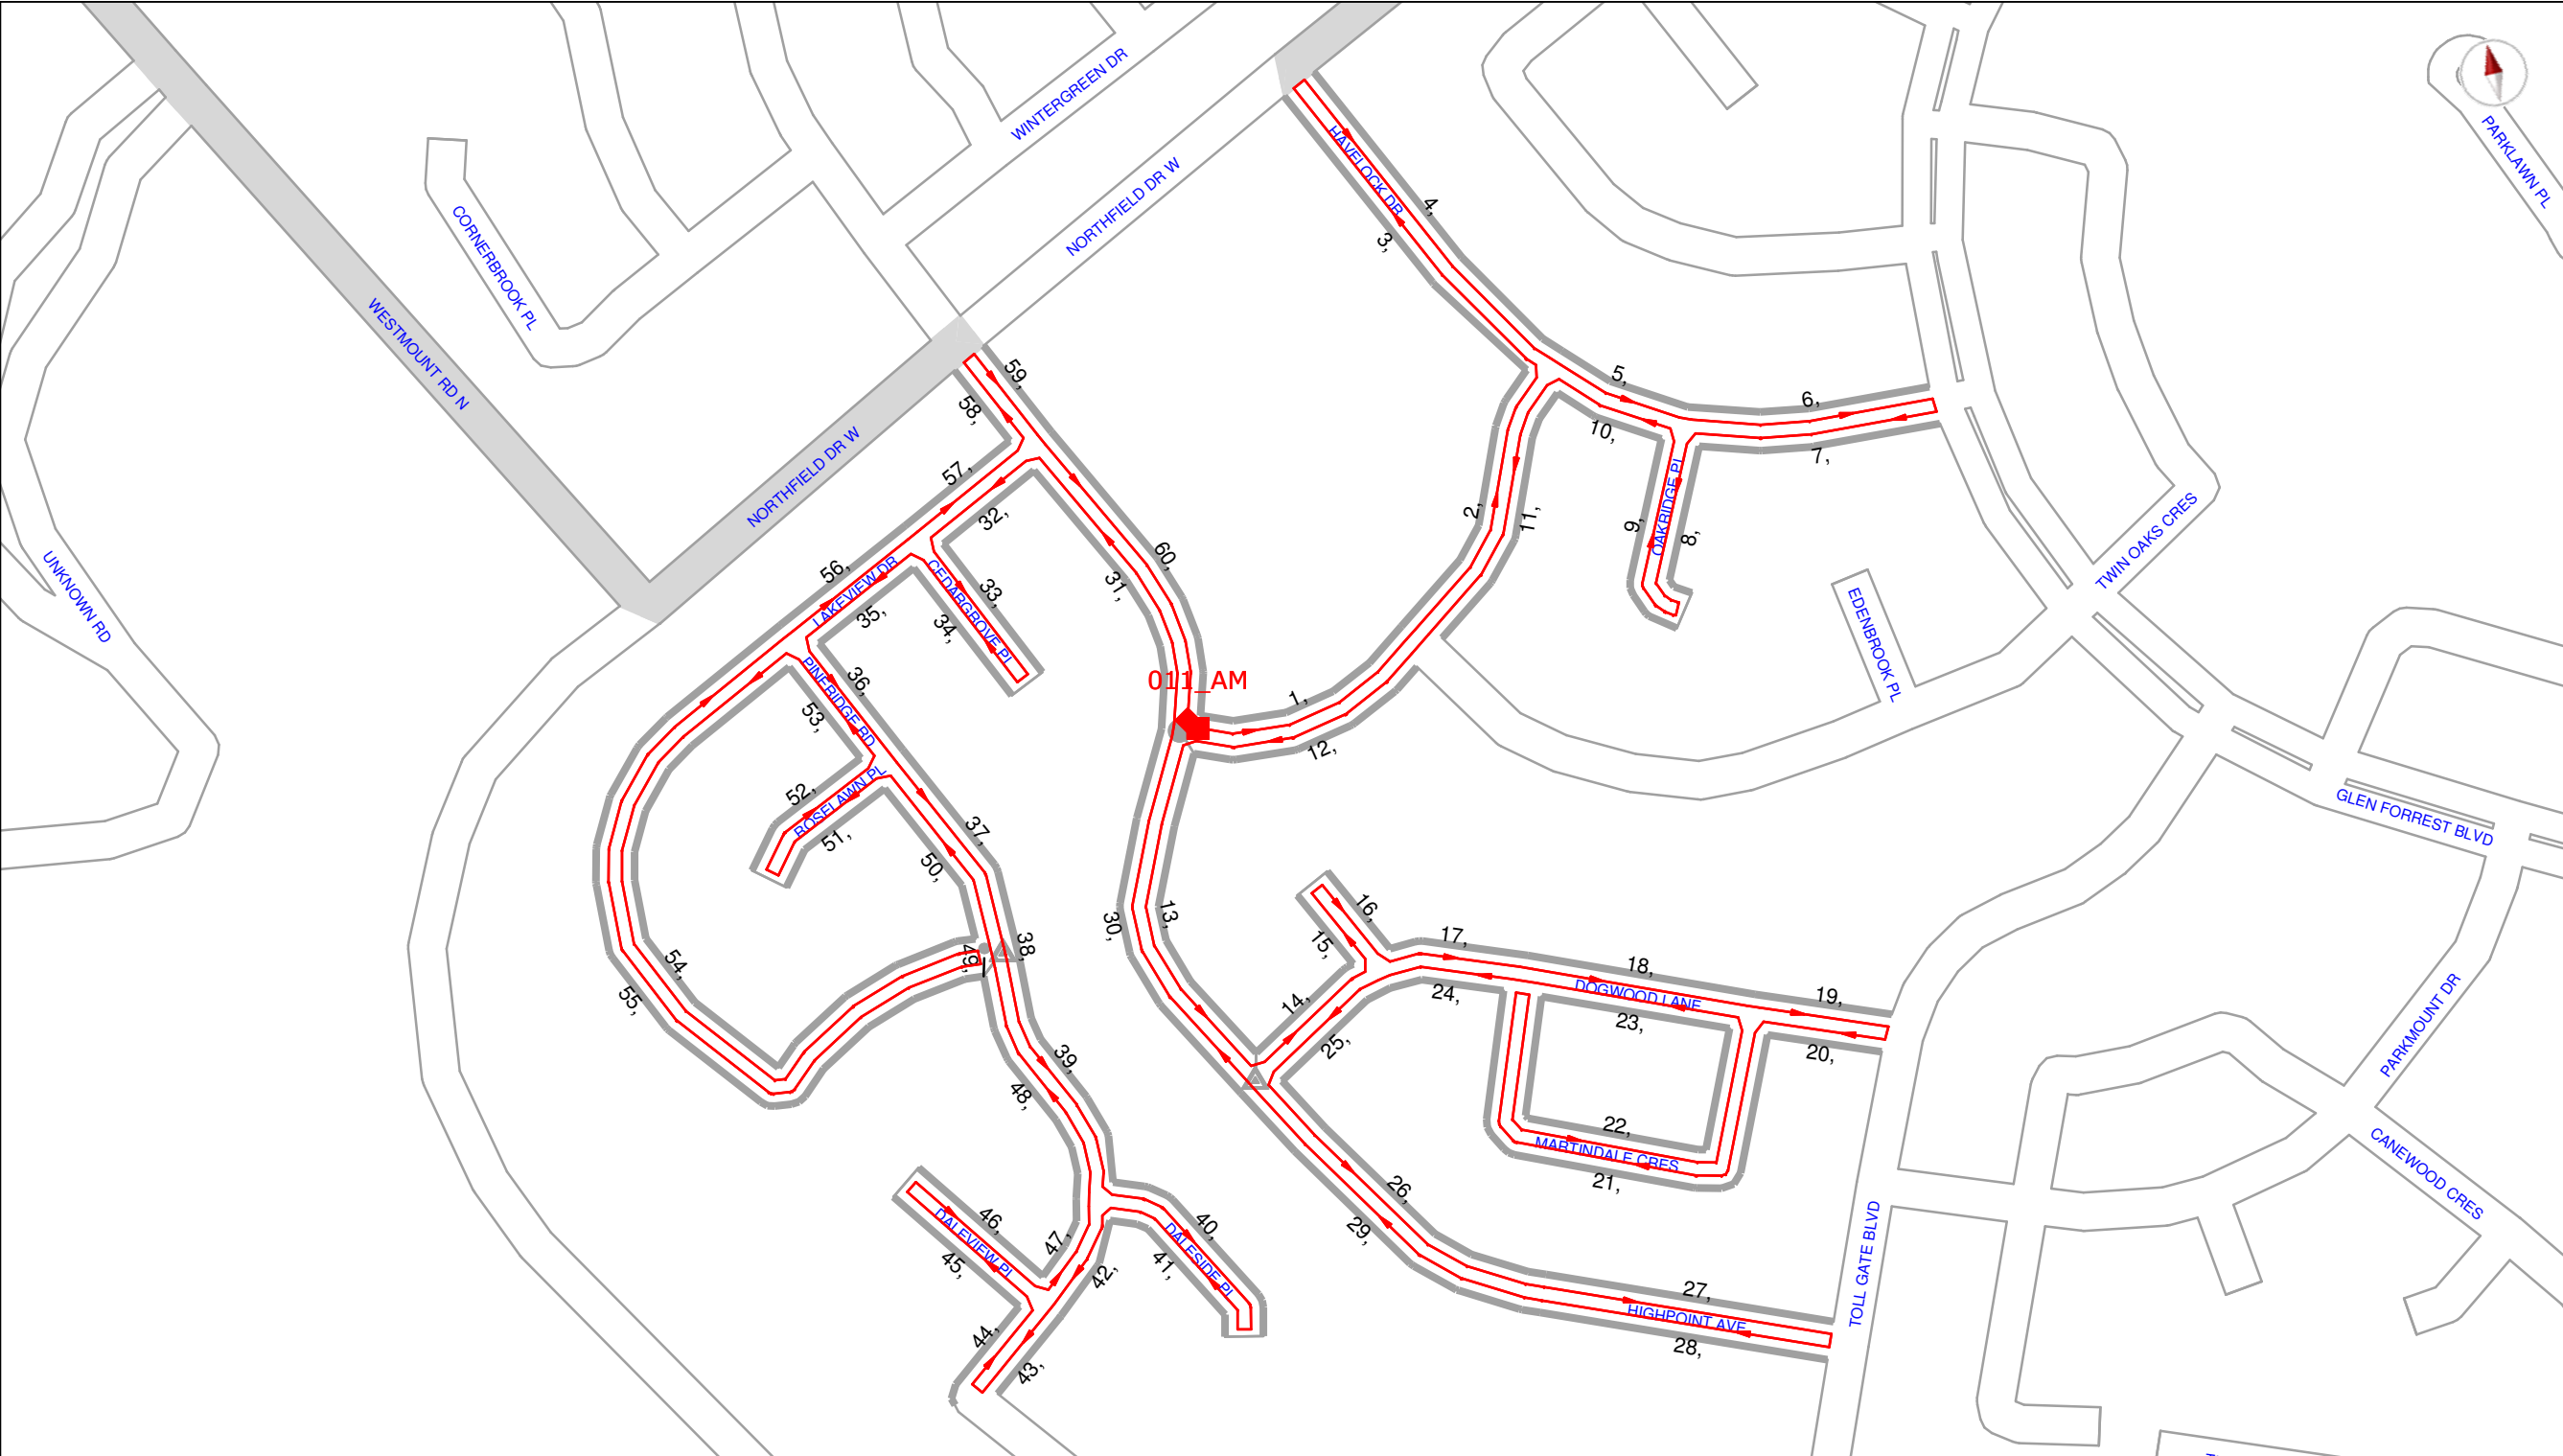 WINTERGREEN DR
PARKLAWN PL
HAVELOCK DR
NORTHFIELD DR W
4,
3,
CORNERBROOK PL
WESTMOUNT RD N
59,
58,
5,
6,
10,
7,
NORTHFIELD DR W
57,
32,
2,
11,
9,
OAKRIDGE PL
8,
TWIN OAKS CRES
UNKNOWN RD
56,
LAKEVIEW DR
35,
CEDARGROVE PL
33,
34,
60,
31,
EDENBROOK PL
011_AM
1,
12,
PINERIDGE RD
36,
53,
52,
ROSELAWN PL
51,
37,
50,
GLEN FORREST BLVD
30,
13,
16,
15,
17,
18,
19,
49,
38,
54,
55,
14,
24,
DOGWOOD LANE
23,
20,
25,
PARKMOUNT DR
39,
48,
22,
MARTINDALE CRES
21,
CANEWOOD CRES
26,
29,
46,
DALEVIEW PL
45,
47,
42,
40,
DALESIDE PL
41,
TOLL GATE BLVD
27,
HIGHPOINT AVE
28,
44,
43,